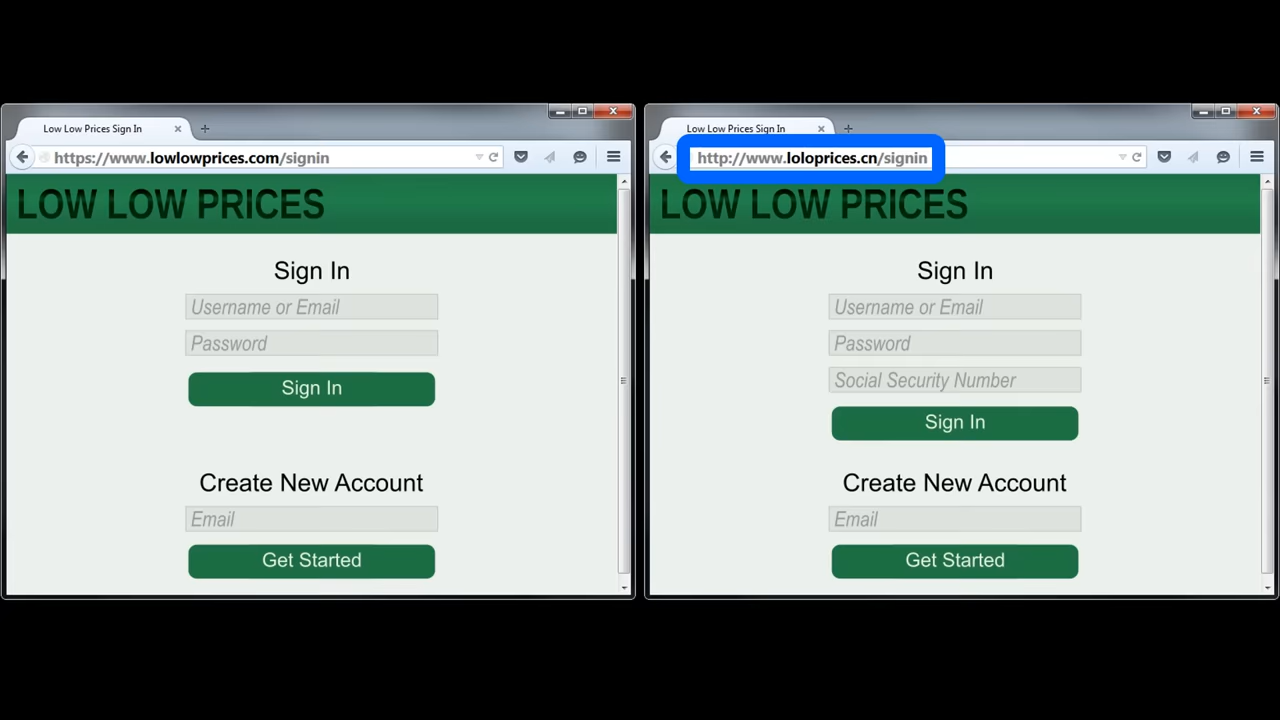 Low Low Prices Sign In
https://www.lowlowprices.com/signin
LOW LOW PRICES
Sign In
Username or Email
Password
Sign In
Create New Account
Email
Get Started
Low Low Prices Sign In
http://www.loloprices.cn/signin
LOW LOW PRICES
Sign In
Username or Email
Password
Social Security Number
Sign In
Create New Account
Email
Get Started